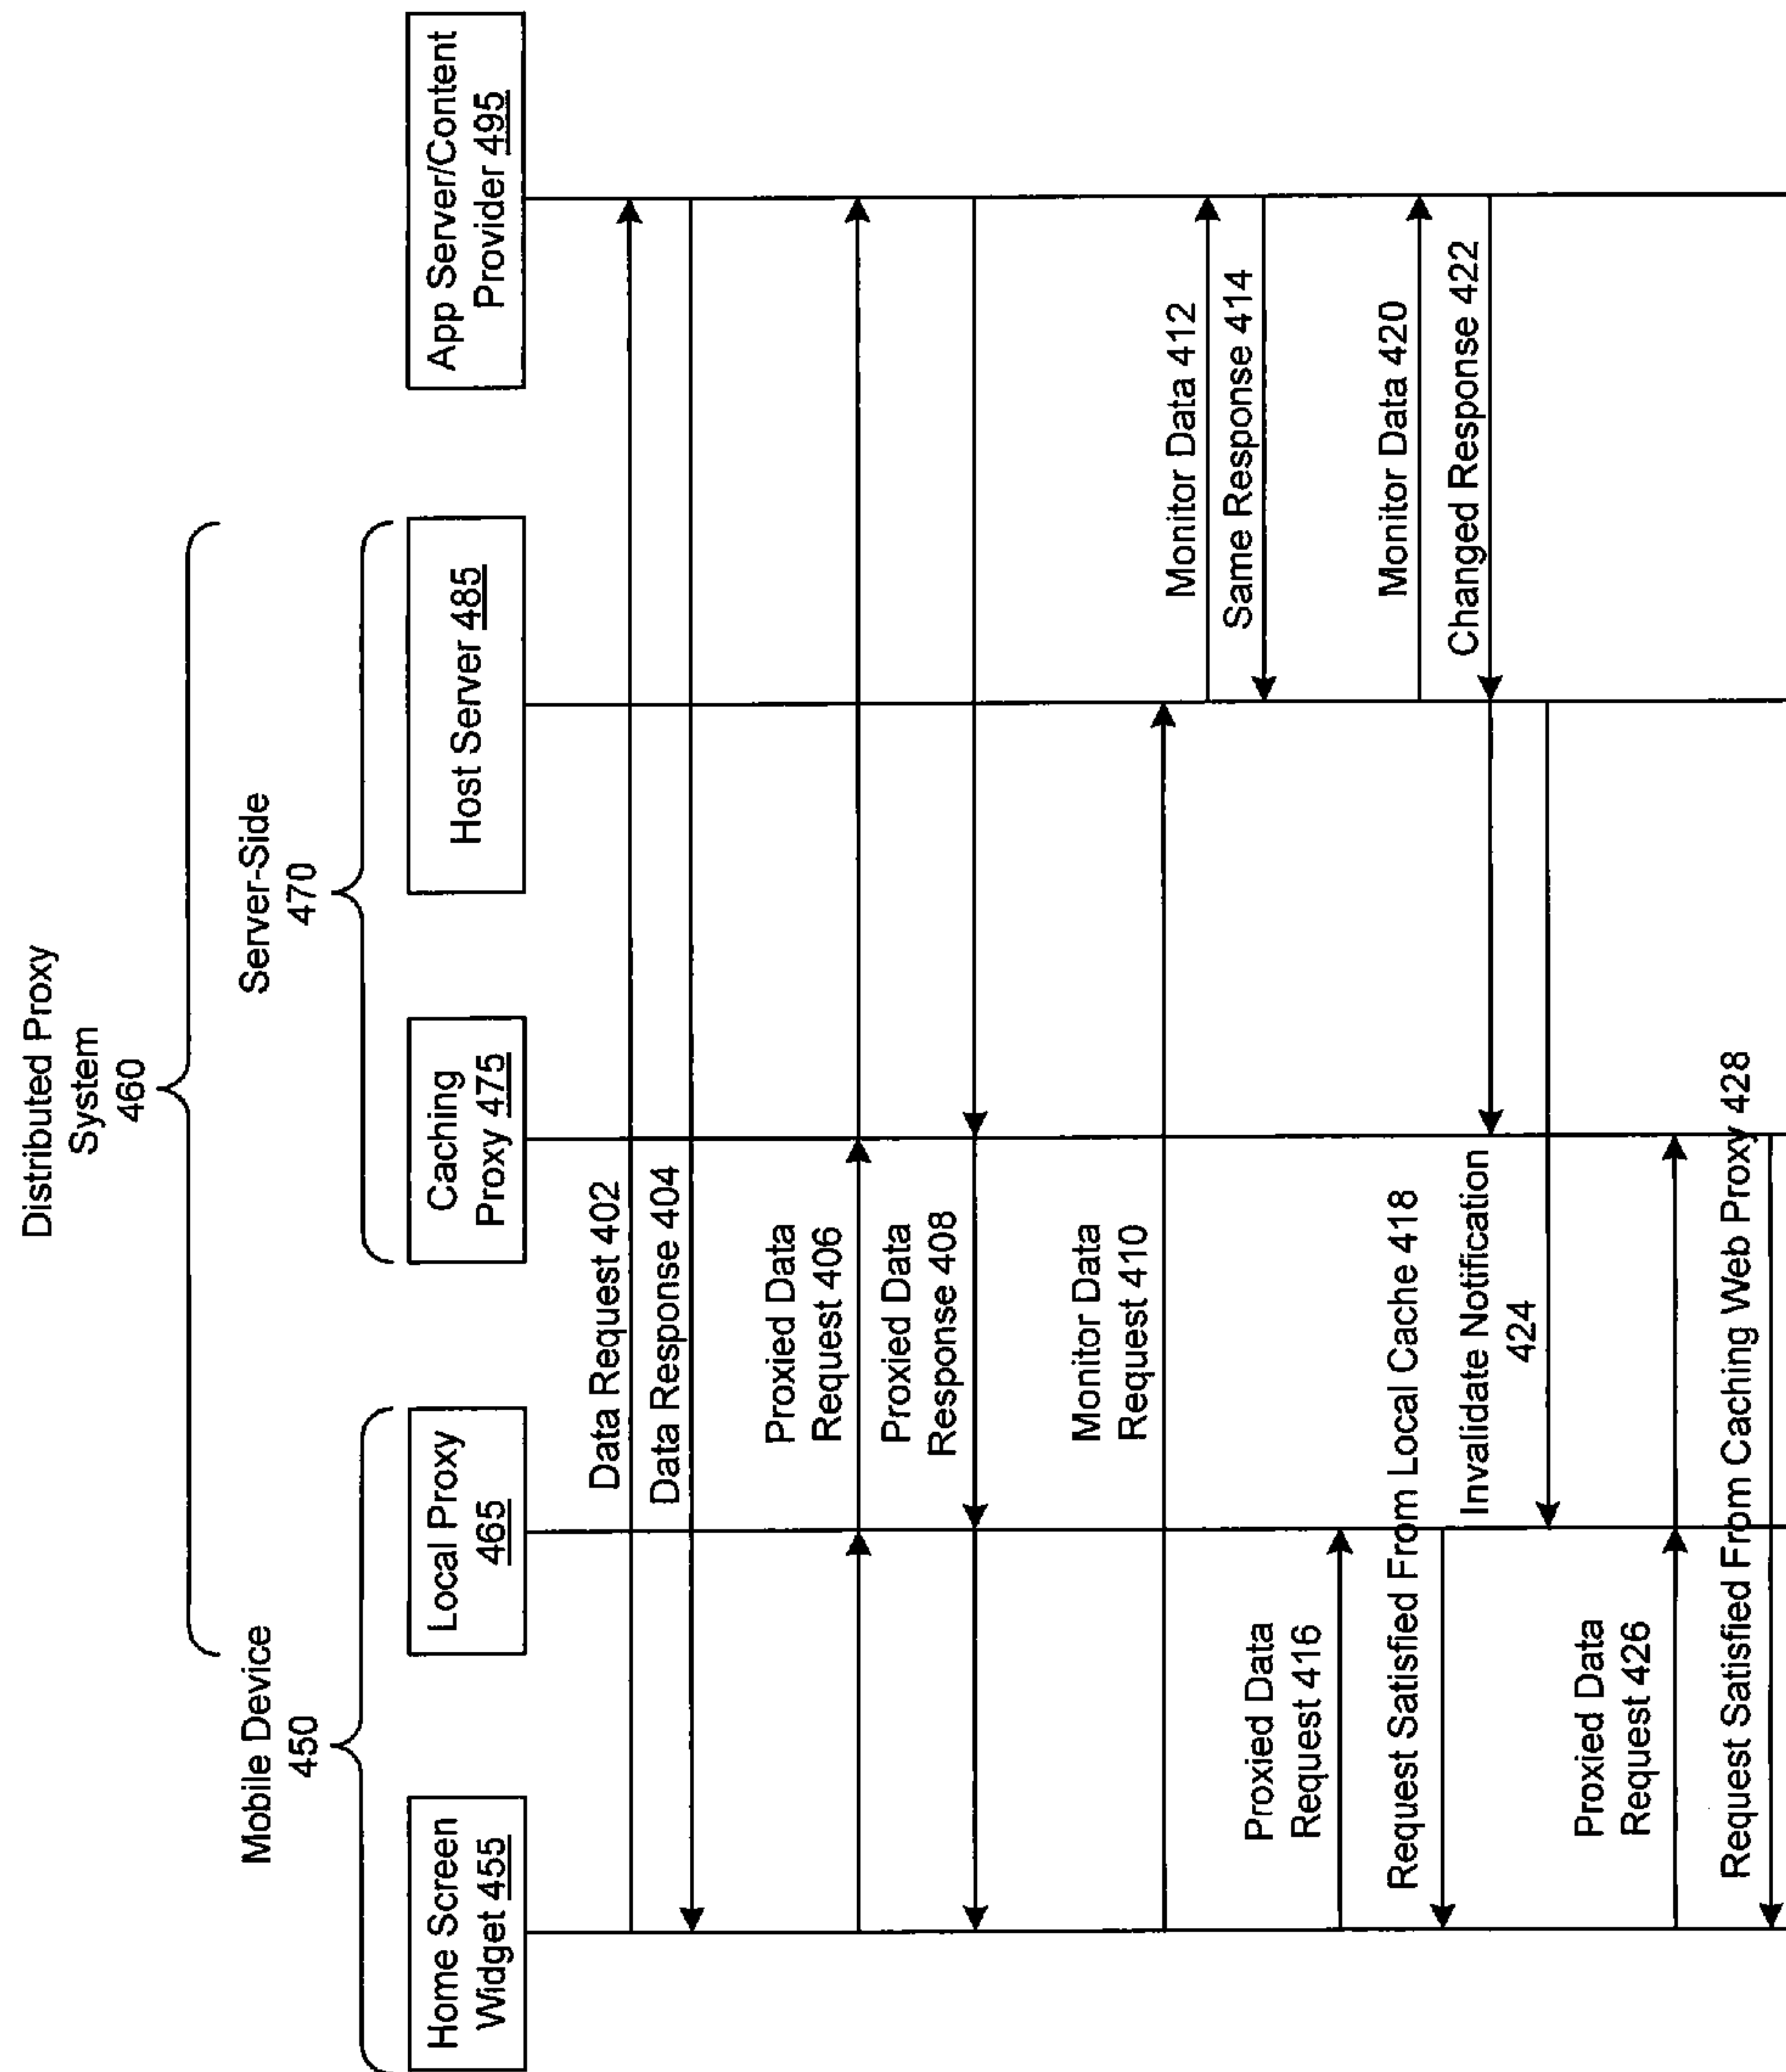 Distributed Proxy
System
460
Mobile Device
450
Server-Side
470
Home Screen
Widget 455
Local Proxy
465
Caching
Proxy 475
Host Server 485
App Server/Content
Provider 495
Data Request 402
Data Response 404
Proxied Data
Request 406
Proxied Data
Response 408
Monitor Data
Request 410
Monitor Data 412
Same Response 414
Proxied Data
Request 416
Request Satisfied From Local Cache 418
Monitor Data 420
Changed Response 422
Invalidate Notification
424
Proxied Data
Request 426
Request Satisfied From Caching Web Proxy 428